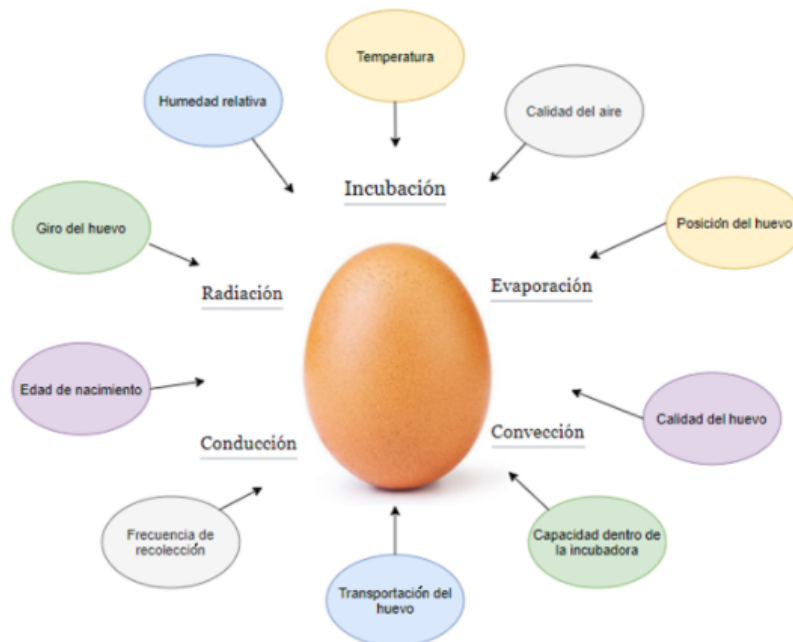 Temperatura
Humedad relativa
Calidad del aire
Incubación
Giro del huevo
Posición del huevo
Radiación
Evaporación
Edad de nacimiento
Calidad del huevo
Conducción
Convección
Frecuencia de
recolección
Capacidad dentro de
la incubadora
Transportación del
huevo